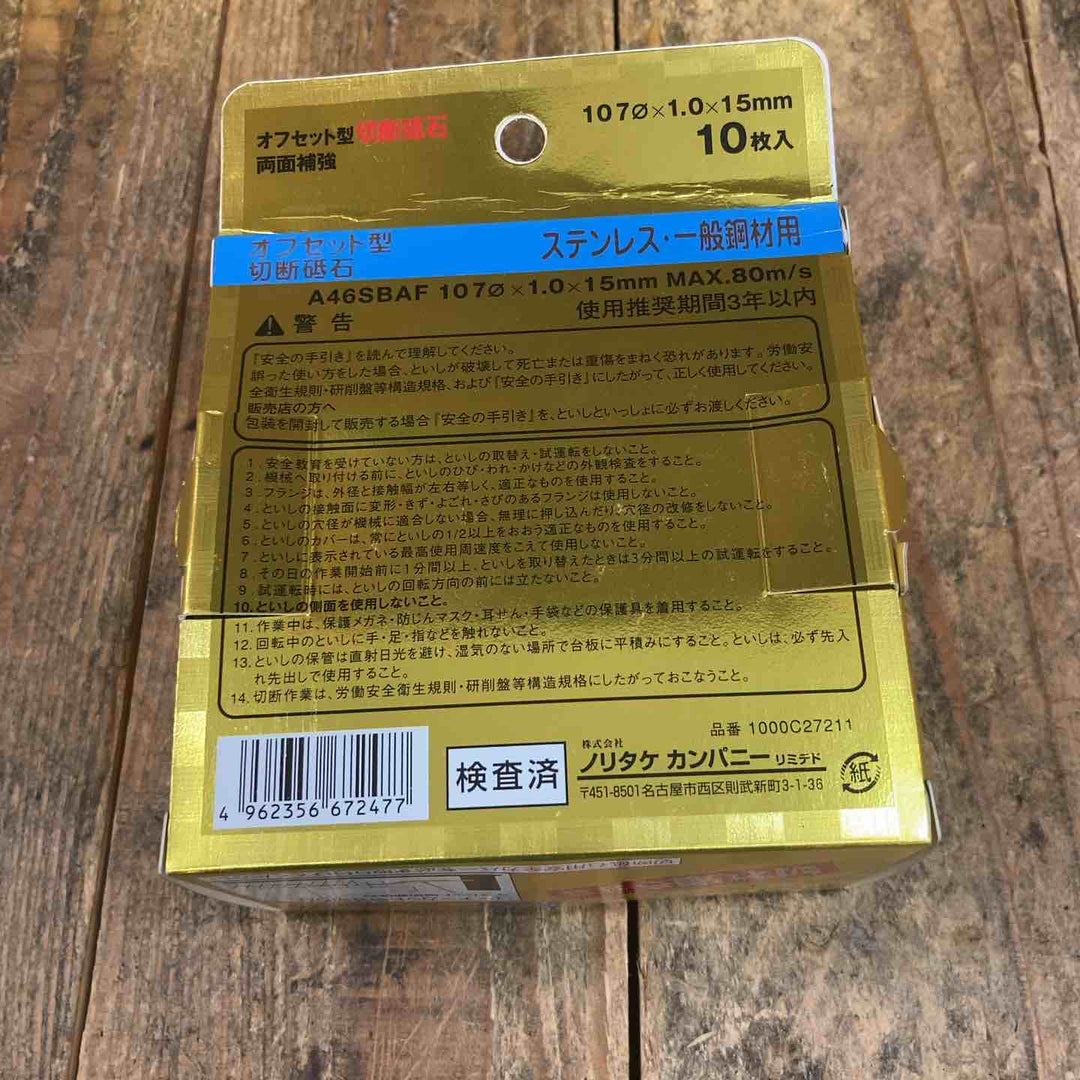 オフセット型 切断砥石
両面補強
107ø×1.0×15mm
10枚入
オフセット型
切断砥石
ステンレス・一般鋼材用
A46SBAF 107ø×1.0×15mm MAX.80m/s
使用推奨期間3年以内
警告
『安全の手引き』を読んで理解してください。
誤った使い方をした場合、といしが破壊して死亡または重傷をまねく恐れがあります。労働安
全衛生規則・研削盤等構造規格、および『安全の手引き』にしたがって、正しく使用してください。
販売店の方へ
包装を開封して販売する場合『安全の手引き』を、といしといっしょに必ずお渡しください。
1. 安全教育を受けていない方は、といしの取替え・試運転をしないこと。
2. 機械へ取り付ける前に、といしのひび・われ・かけなどの外観検査をすること。
3. フランジは、外径と接触幅が左右等しく、適正なものを使用すること。
4. といしの接触面に変形・きず・よごれ・さびのあるフランジは使用しないこと。
5. といしの穴径が機械に適合しない場合、無理に押し込んだり、穴径の改修をしないこと。
6. といしのカバーは、常にといしの1/2以上をおおう適正なものを使用すること。
7. といしに表示されている最高使用周速度をこえて使用しないこと。
8. その日の作業開始前に1分間以上、といしを取り替えたときは3分間以上の試運転をすること。
9. 試運転時には、といしの回転方向の前には立たないこと。
10. といしの側面を使用しないこと。
11. 作業中は、保護メガネ・防じんマスク・耳せん・手袋などの保護具を着用すること。
12. 回転中のといしに手・足・指などを触れないこと。
13. といしの保管は直射日光を避け、湿気のない場所で台板に平積みにすること。といしは、必ず先入
れ先出しで使用すること。
14. 切断作業は、労働安全衛生規則・研削盤等構造規格にしたがっておこなうこと。
品番 1000C27211
4 962356 672477
検査済
株式会社
ノリタケ カンパニー リミテド
〒451-8501名古屋市西区則武新町3-1-36
紙